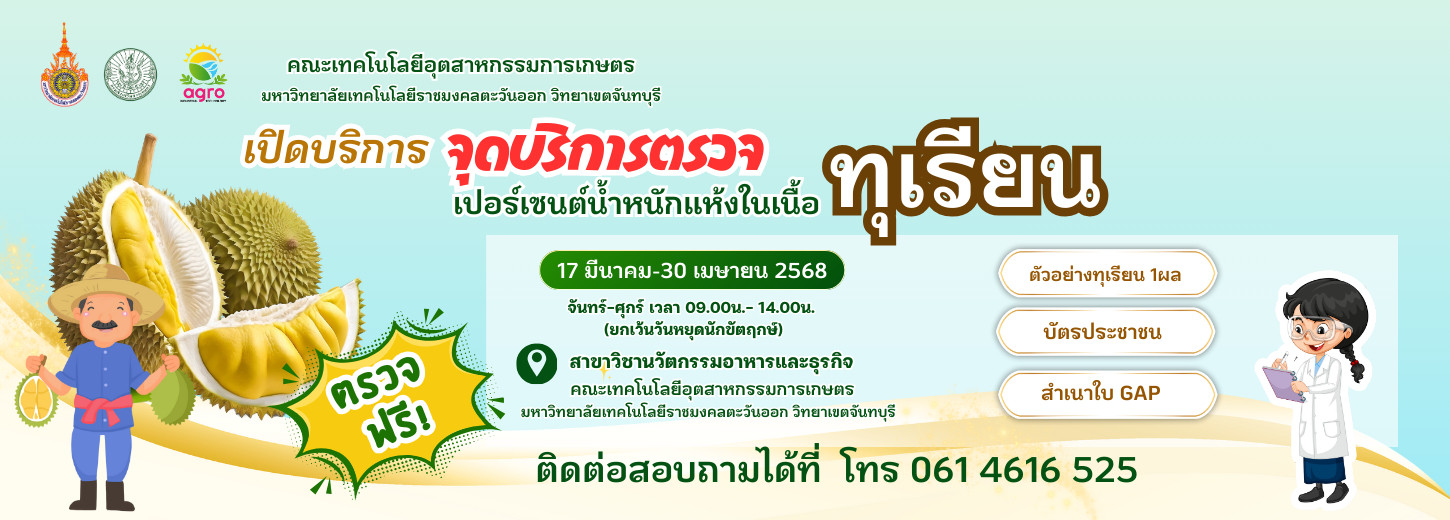 agro
คณะเทคโนโลยีอุตสาหกรรมการเกษตร
มหาวิทยาลัยเทคโนโลยีราชมงคลตะวันออก วิทยาเขตจันทบุรี
เปิดบริการ จุดบริการตรวจ
เปอร์เซนต์น้ำหนักแห้งในเนื้อ ทุเรียน
17 มีนาคม-30 เมษายน 2568
จันทร์-ศุกร์ เวลา 09.00น.- 14.00น.
(ยกเว้นวันหยุดนักขัตฤกษ์)
สาขาวิชานวัตกรรมอาหารและธุรกิจ
คณะเทคโนโลยีอุตสาหกรรมการเกษตร
มหาวิทยาลัยเทคโนโลยีราชมงคลตะวันออก วิทยาเขตจันทบุรี
ตัวอย่างทุเรียน 1ผล
บัตรประชาชน
สำเนาใบ GAP
ตรวจ
ฟรี!
ติดต่อสอบถามได้ที่ โทร 061 4616 525